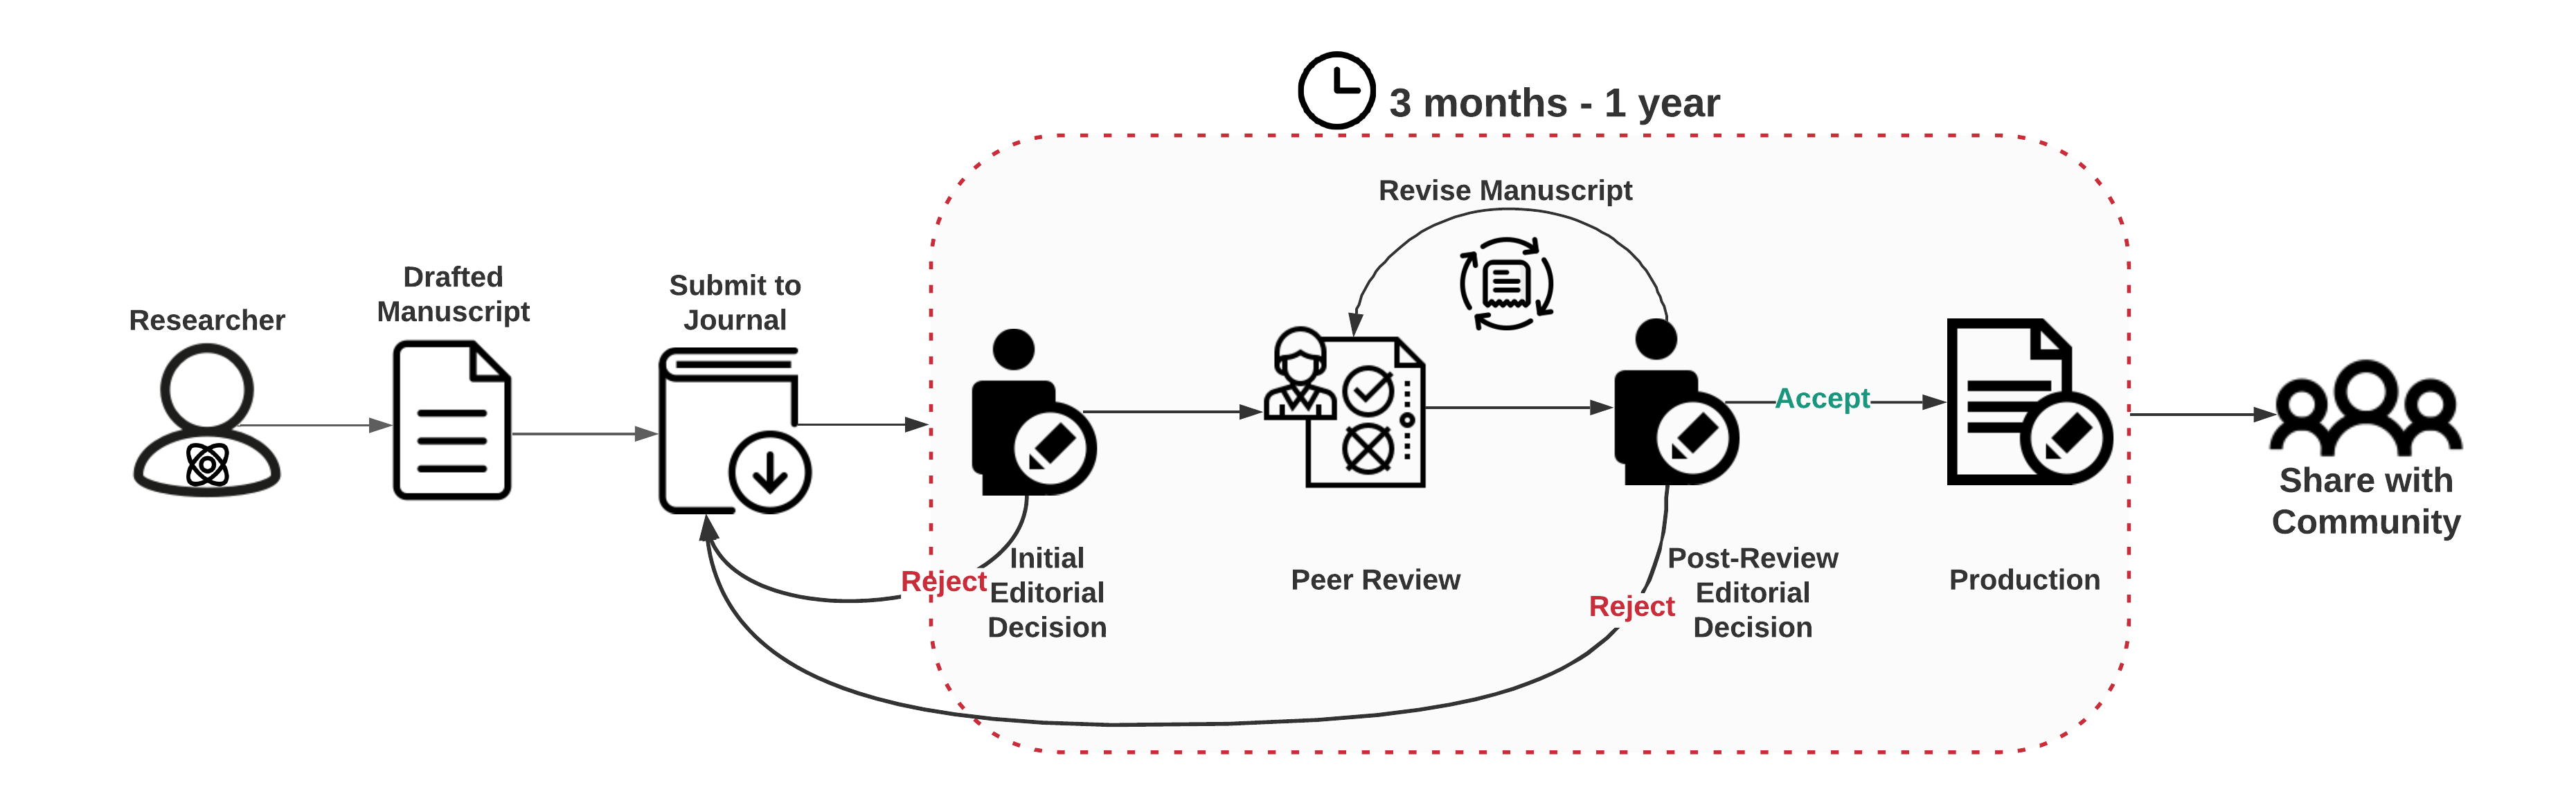 3 months - 1 year
Revise Manuscript
Researcher
Drafted
Manuscript
Submit to
Journal
Accept
Share with
Community
Reject
Initial
Editorial
Decision
Peer Review
Reject
Post-Review
Editorial
Decision
Production